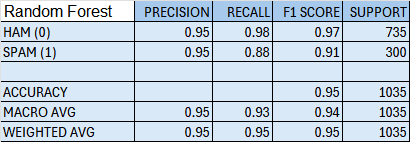 Random Forest PRECISION RECALL F1 SCORE SUPPORT
HAM (0) 0.95 0.98 0.97 735
SPAM (1) 0.95 0.88 0.91 300
ACCURACY 0.95 1035
MACRO AVG 0.95 0.93 0.94 1035
WEIGHTED AVG 0.95 0.95 0.95 1035